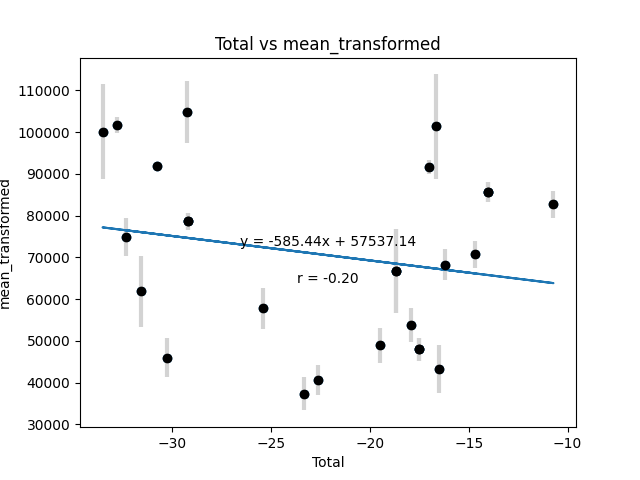 Total vs mean_transformed
mean_transformed
110000
100000
90000
80000
70000
60000
50000
40000
30000
y = -585.44x + 57537.14
r = -0.20
−30
−25
−20
−15
−10
Total